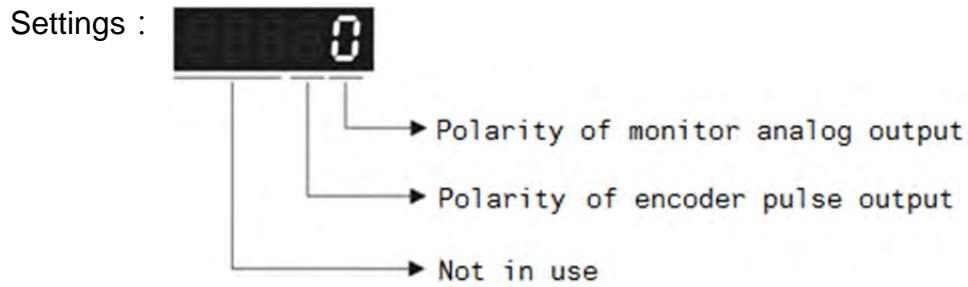 Settings：
0
Polarity of monitor analog output
Polarity of encoder pulse output
Not in use